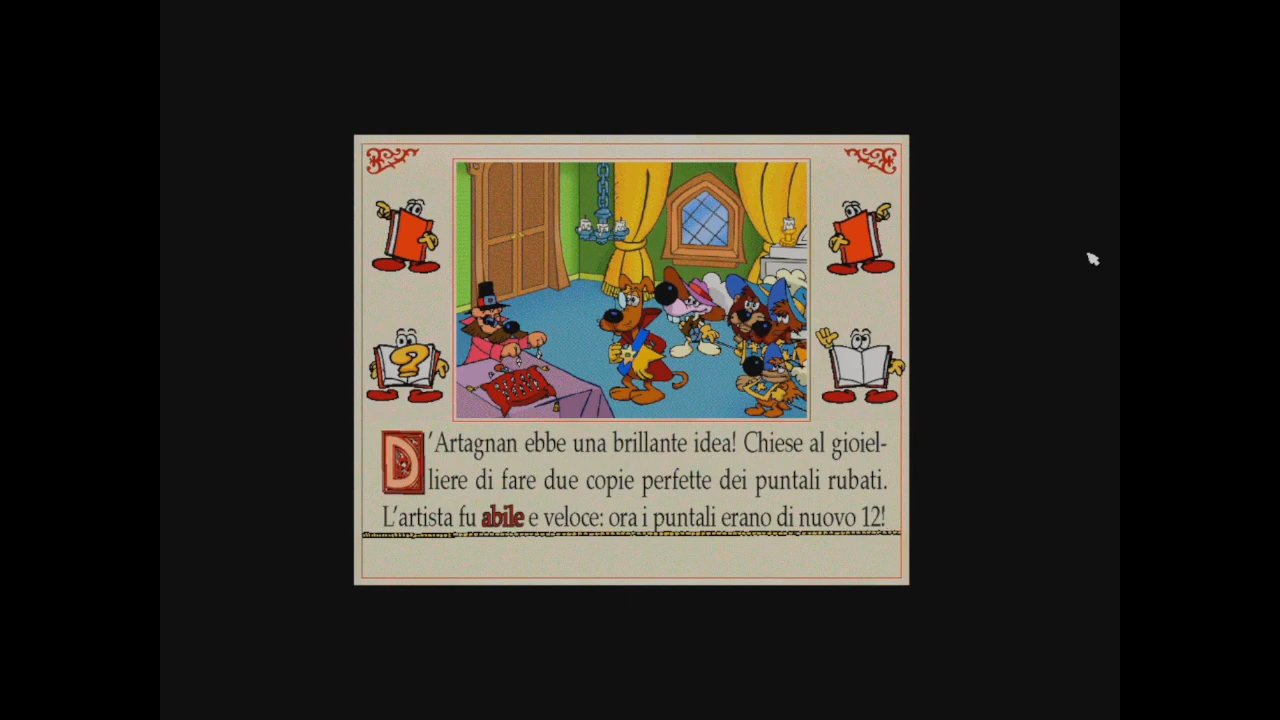 D'Artagnan ebbe una brillante idea! Chiese al gioiel-
liere di fare due copie perfette dei puntali rubati.
L'artista fu abile e veloce: ora i puntali erano di nuovo 12!